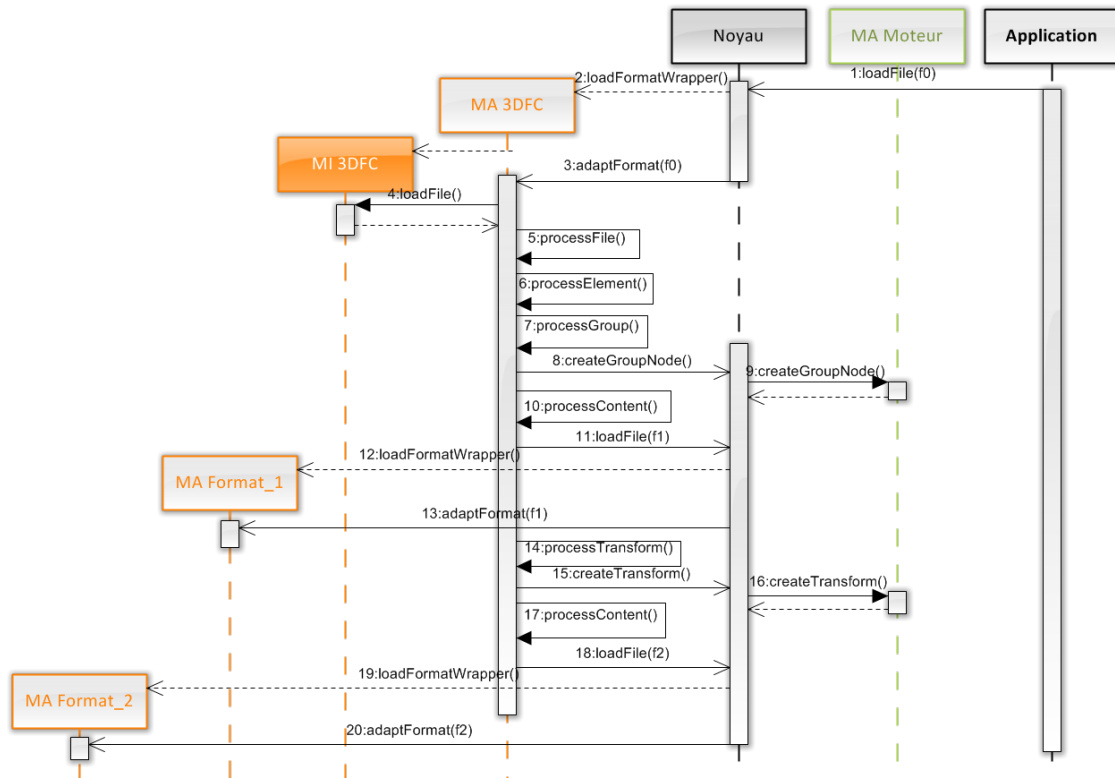 Noyau
MA Moteur
Application
1:loadFile(f0)
2:loadFormatWrapper()
MA 3DFC
MI 3DFC
3:adaptFormat(f0)
4:loadFile()
5:processFile()
6:processElement()
7:processGroup()
8:createGroupNode()
9:createGroupNode()
10:processContent()
11:loadFile(f1)
12:loadFormatWrapper()
MA Format_1
13:adaptFormat(f1)
14:processTransform()
15:createTransform()
16:createTransform()
17:processContent()
18:loadFile(f2)
19:loadFormatWrapper()
MA Format_2
20:adaptFormat(f2)